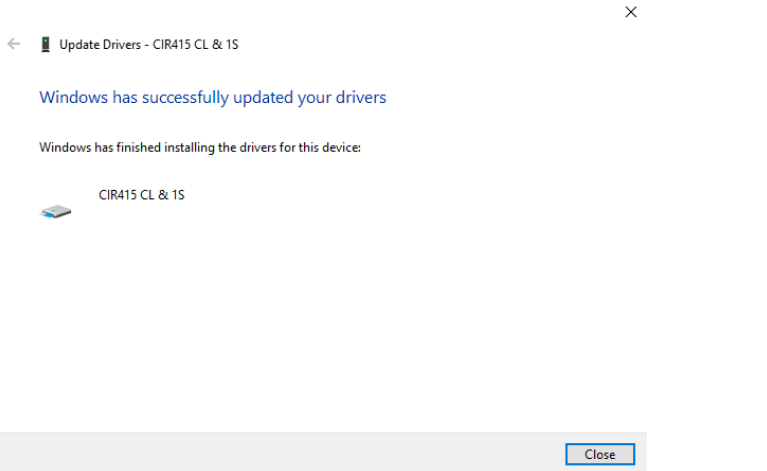 Update Drivers - CIR415 CL & 1S
Windows has successfully updated your drivers
Windows has finished installing the drivers for this device:
CIR415 CL & 1S
Close